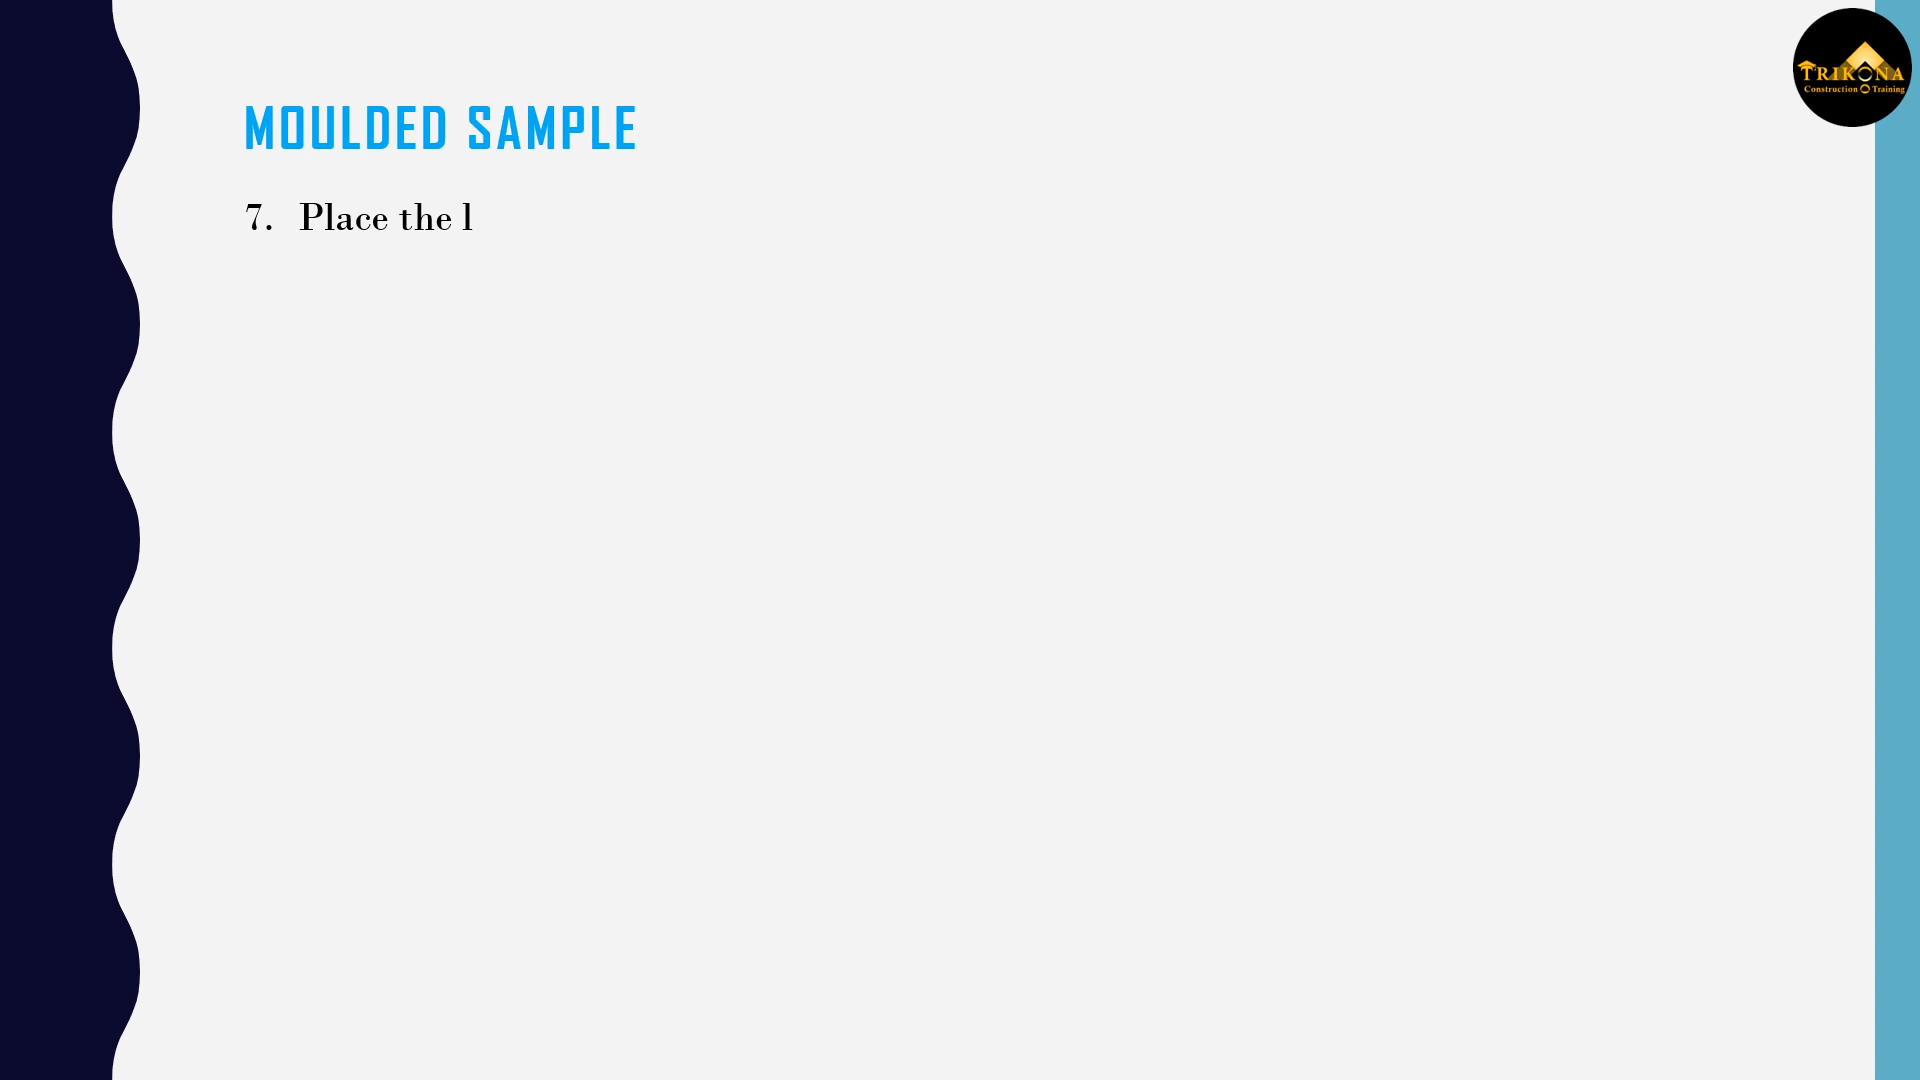 TRIKONA
Construction Training
MOULDED SAMPLE
7. Place the l